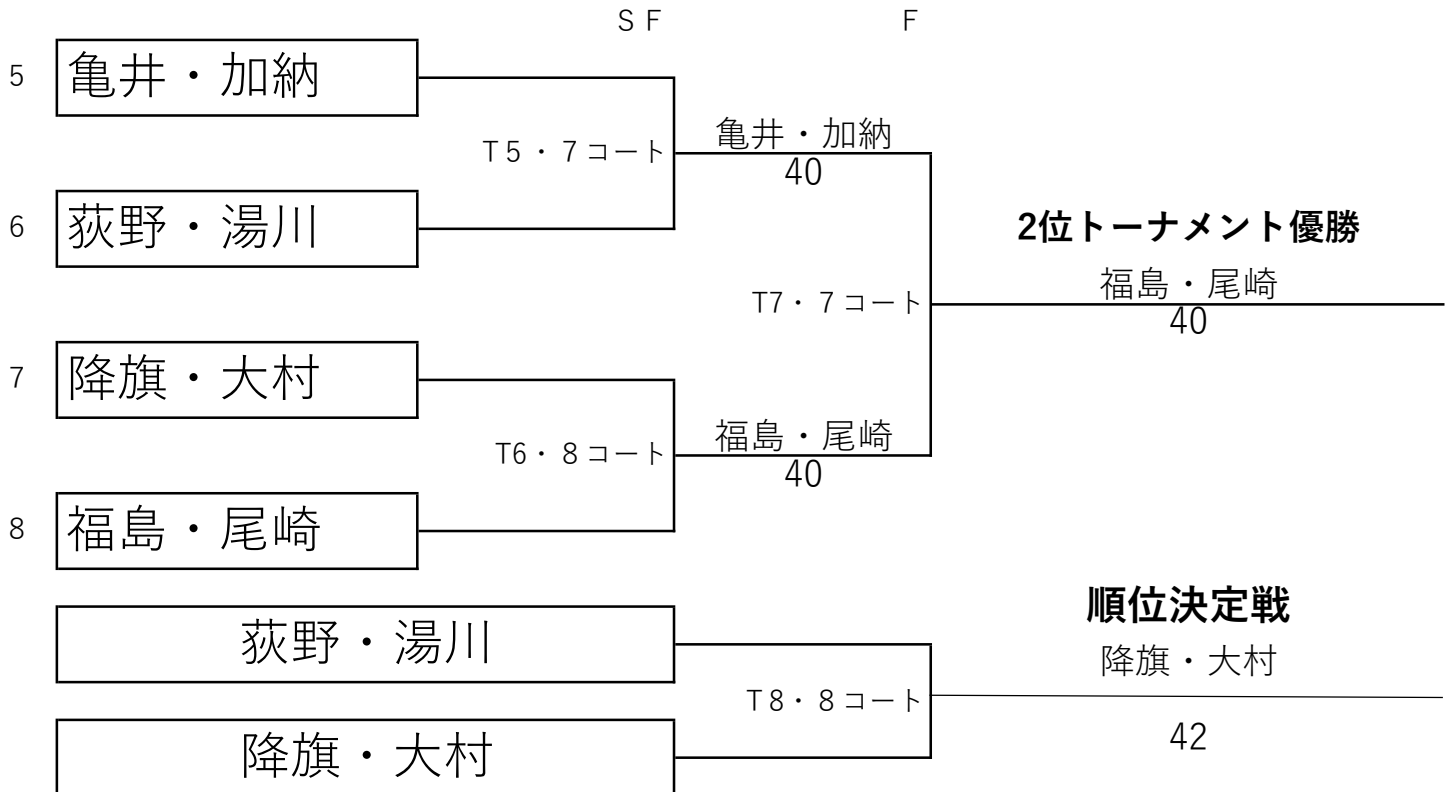 ＳＦ Ｆ
5 亀井・加納
亀井・加納
Ｔ５・７コート
40
6 荻野・湯川
2位トーナメント優勝
福島・尾崎
T7・７コート
40
7 降旗・大村
福島・尾崎
T6・８コート
40
8 福島・尾崎
順位決定戦
荻野・湯川
降旗・大村
Ｔ８・８コート
42
降旗・大村